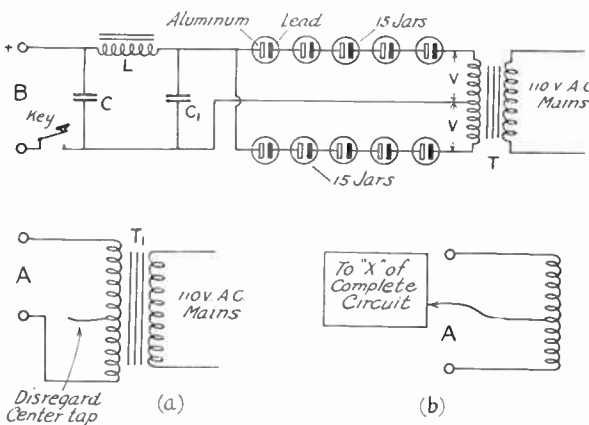 Aluminum
Lead
15 Jars
+
L
B
C
C1
Key
V
V
T
110 V. A.C.
Mains
15 Jars
A
T1
110 V. A.C.
Mains
Disregard
Center tap
(a)
To "X" of
Complete
Circuit
A
(b)